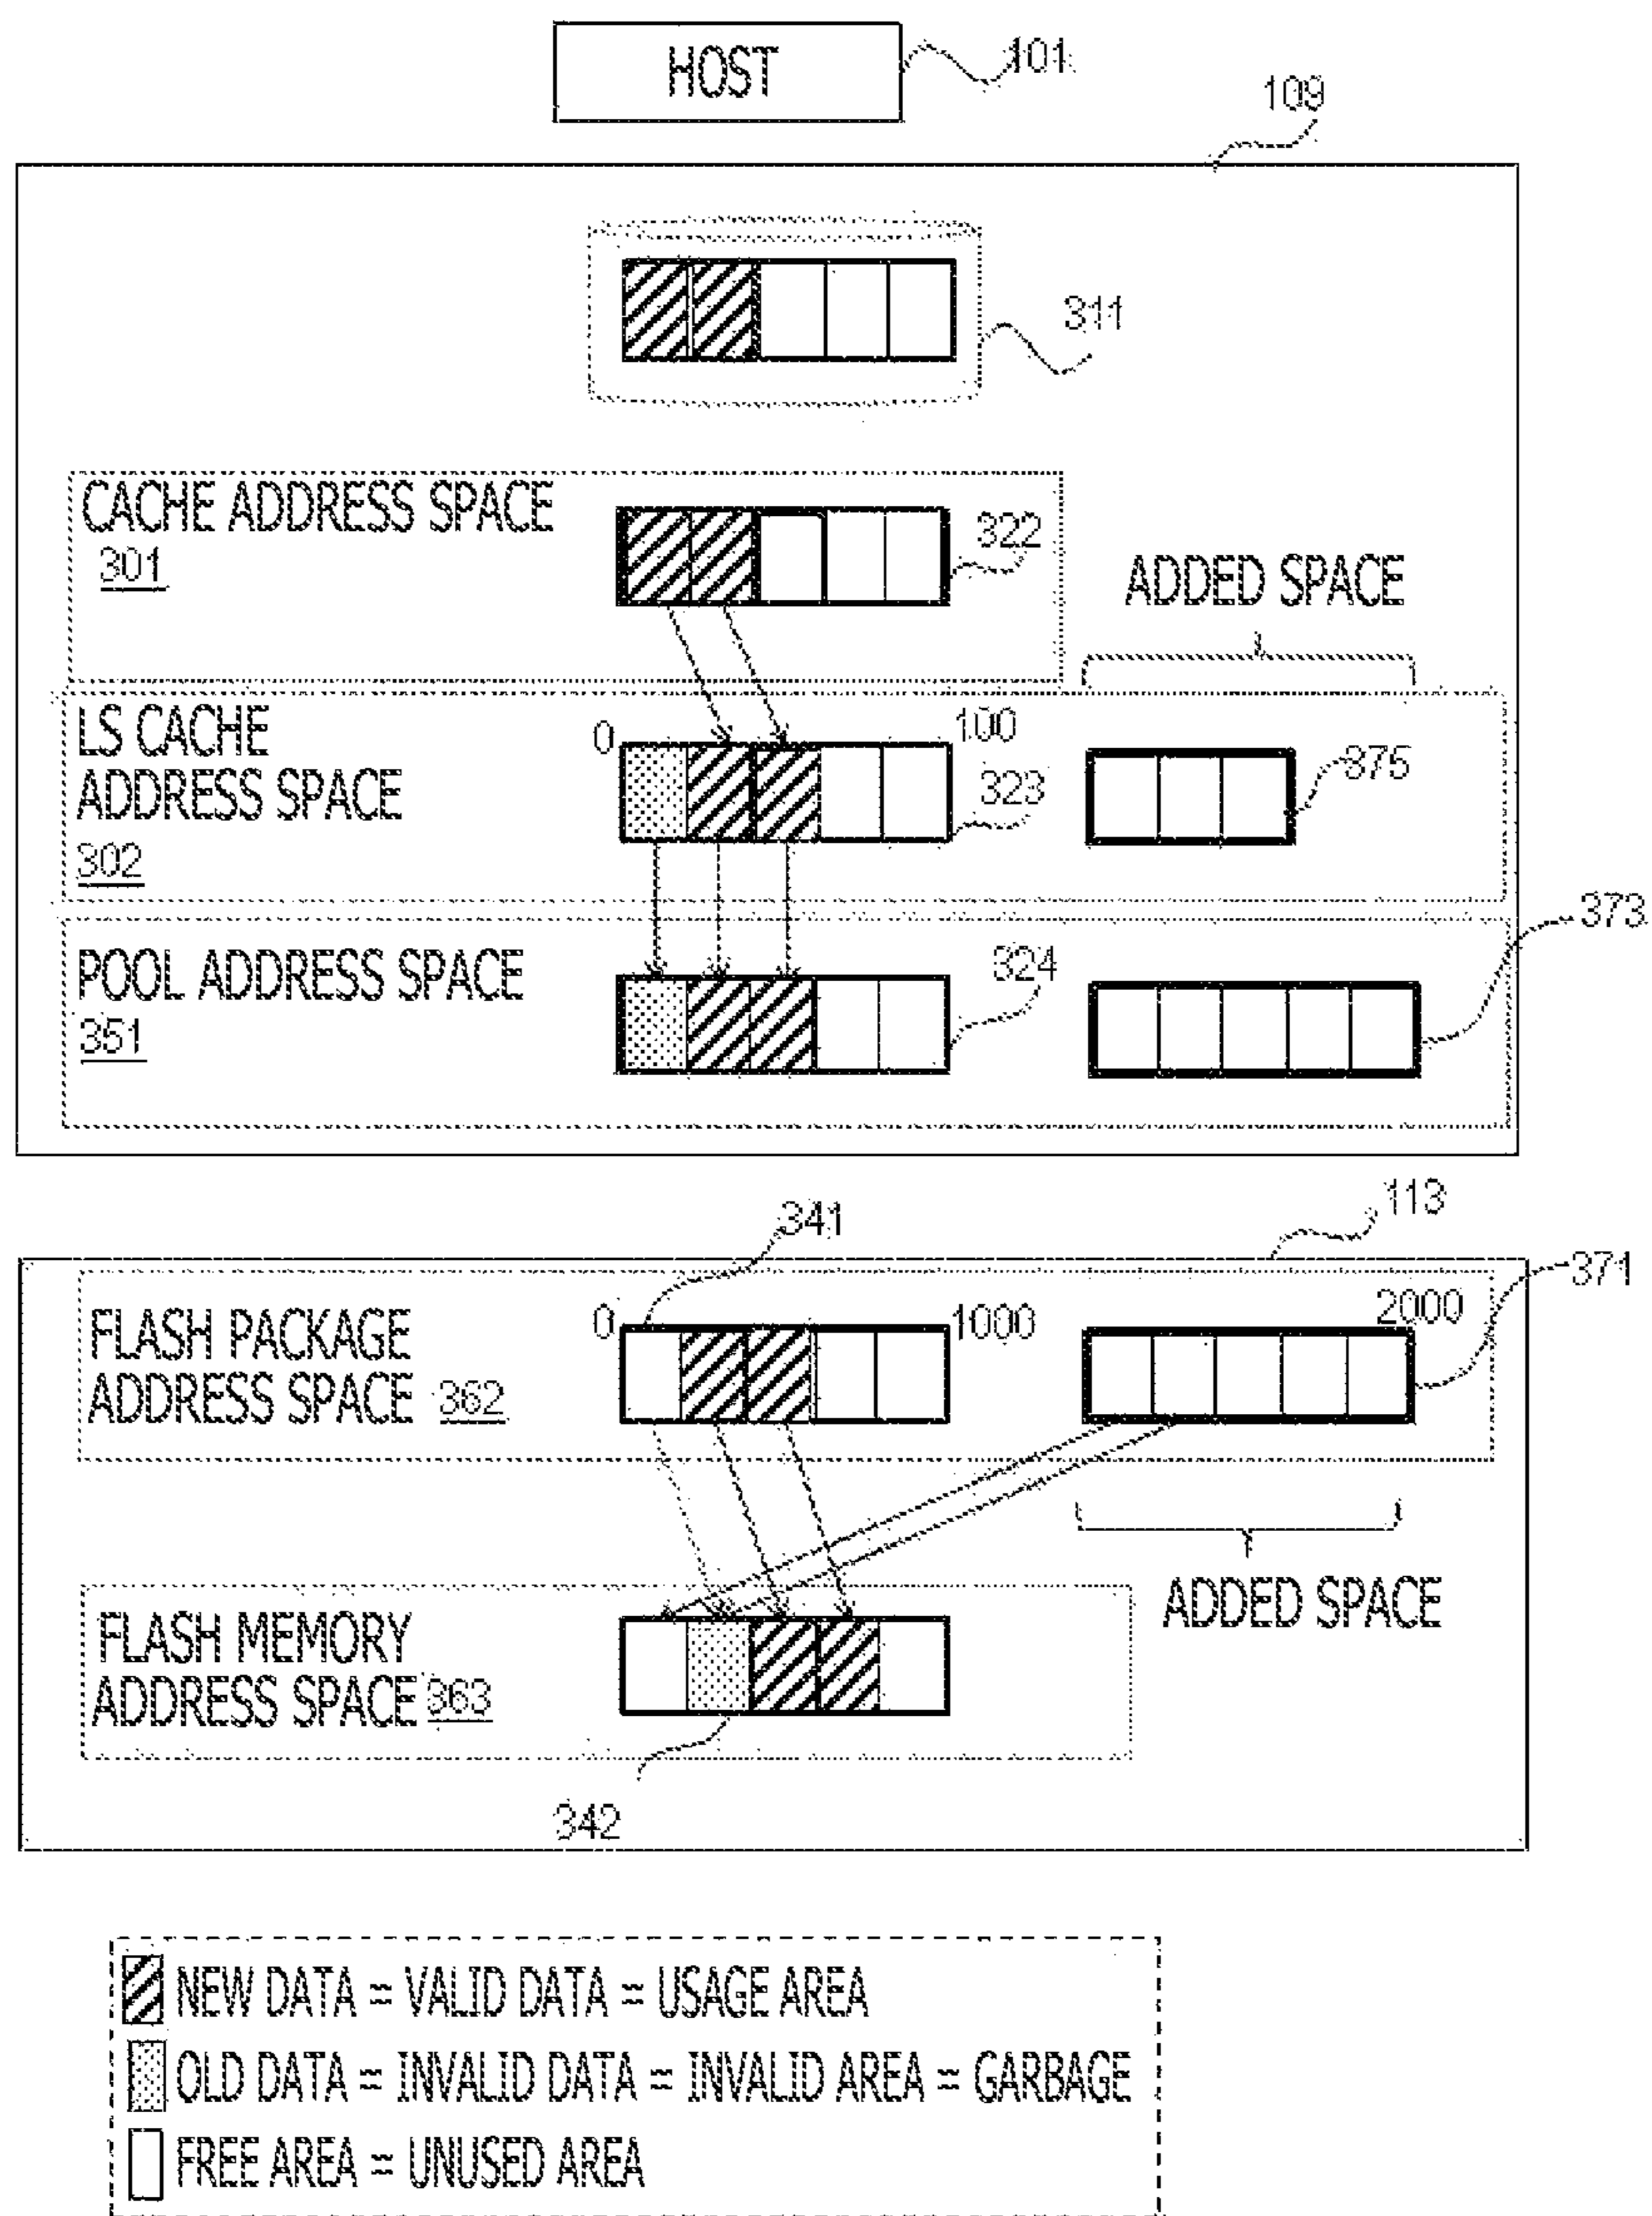 HOST
101
109
311
CACHE ADDRESS SPACE
301
322
ADDED SPACE
LS CACHE
ADDRESS SPACE
302
0
100
323
375
373
POOL ADDRESS SPACE
351
324
113
341
371
FLASH PACKAGE
ADDRESS SPACE 362
0
1000
2000
ADDED SPACE
FLASH MEMORY
ADDRESS SPACE 363
342
NEW DATA = VALID DATA = USAGE AREA
OLD DATA = INVALID DATA = INVALID AREA = GARBAGE
FREE AREA = UNUSED AREA